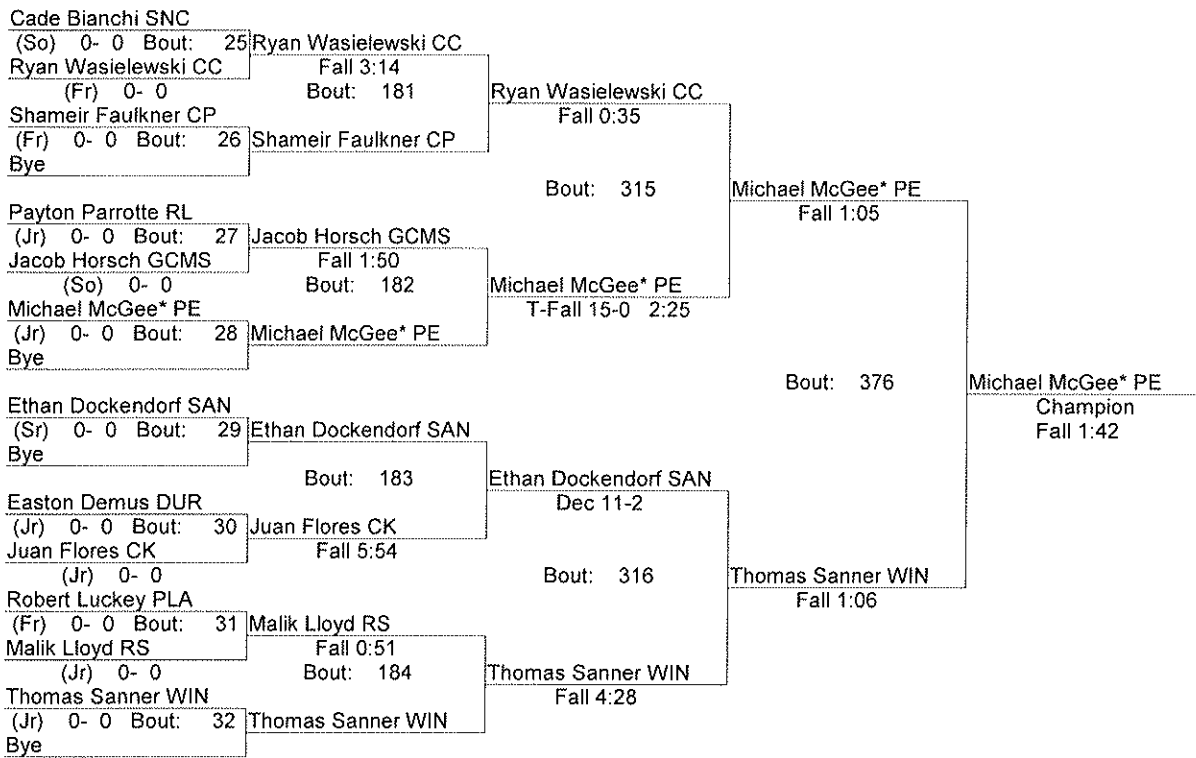 Cade Bianchi SNC
(So) 0- 0 Bout: 25 Ryan Wasielewski CC
Ryan Wasielewski CC Fall 3:14
(Fr) 0- 0 Bout: 181 Ryan Wasielewski CC
Shameir Faulkner CP Fall 0:35
(Fr) 0- 0 Bout: 26 Shameir Faulkner CP
Bye
Bout: 315 Michael McGee* PE
Payton Parrotte RL Fall 1:05
(Jr) 0- 0 Bout: 27 Jacob Horsch GCMS
Jacob Horsch GCMS Fall 1:50
(So) 0- 0 Bout: 182 Michael McGee* PE
Michael McGee* PE T-Fall 15-0 2:25
(Jr) 0- 0 Bout: 28 Michael McGee* PE
Bye
Bout: 376 Michael McGee* PE
Ethan Dockendorf SAN Champion
(Sr) 0- 0 Bout: 29 Ethan Dockendorf SAN Fall 1:42
Bye
Bout: 183 Ethan Dockendorf SAN
Easton Demus DUR Dec 11-2
(Jr) 0- 0 Bout: 30 Juan Flores CK
Juan Flores CK Fall 5:54
(Jr) 0- 0 Bout: 316 Thomas Sanner WIN
Robert Luckey PLA Fall 1:06
(Fr) 0- 0 Bout: 31 Malik Lloyd RS
Malik Lloyd RS Fall 0:51
(Jr) 0- 0 Bout: 184 Thomas Sanner WIN
Thomas Sanner WIN Fall 4:28
(Jr) 0- 0 Bout: 32 Thomas Sanner WIN
Bye